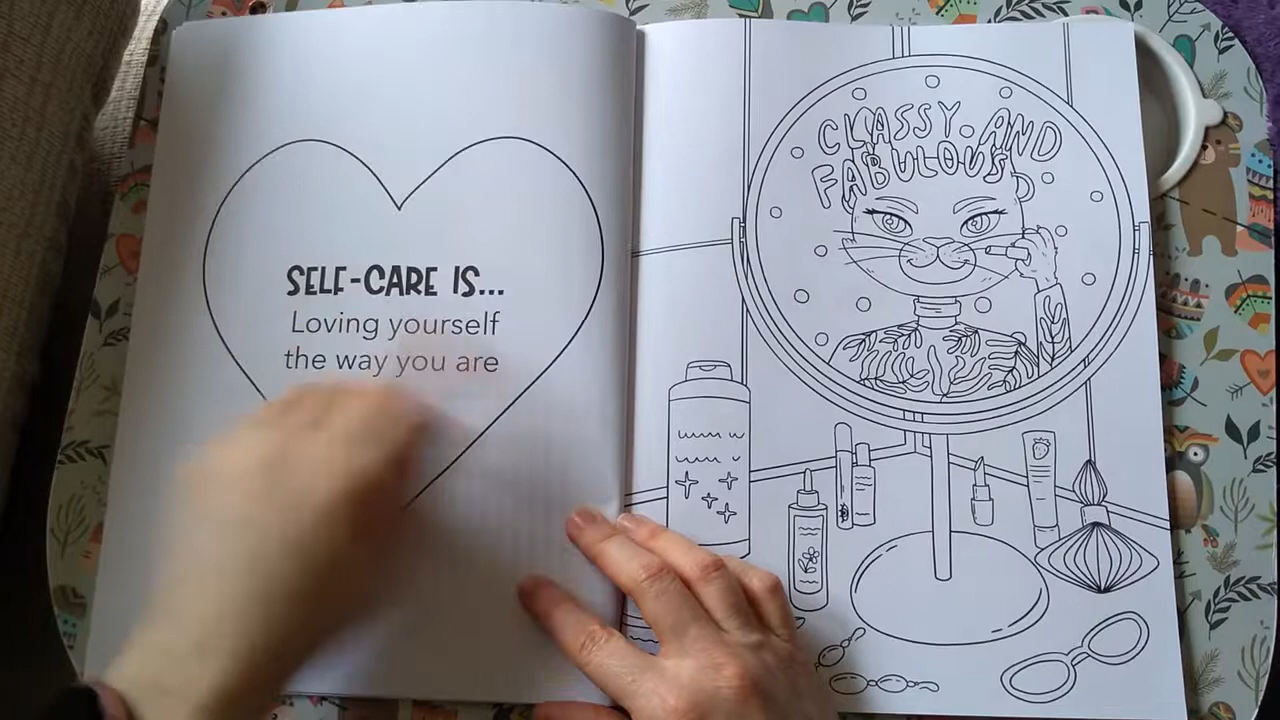 SELF-CARE IS...
Loving yourself
the way you are
CLASSY AND
FABULOUS